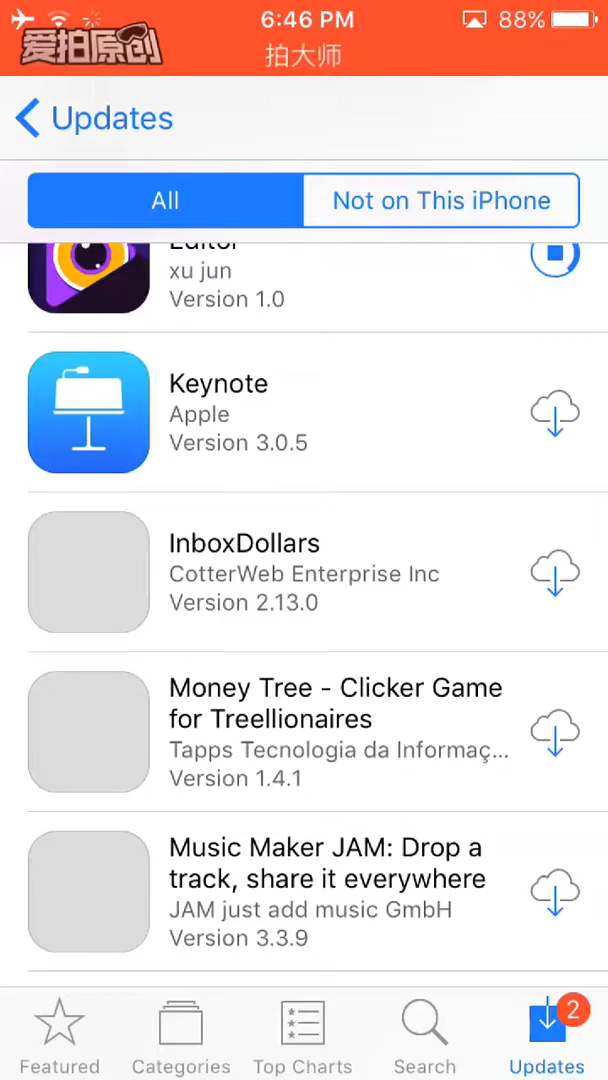 6:46 PM
88%
爱拍原创
拍大师
Updates
All
Not on This iPhone
Editor
xu jun
Version 1.0
Keynote
Apple
Version 3.0.5
InboxDollars
CotterWeb Enterprise Inc
Version 2.13.0
Money Tree - Clicker Game
for Treellionaires
Tapps Tecnologia da Informaç...
Version 1.4.1
Music Maker JAM: Drop a
track, share it everywhere
JAM just add music GmbH
Version 3.3.9
2
Featured
Categories
Top Charts
Search
Updates